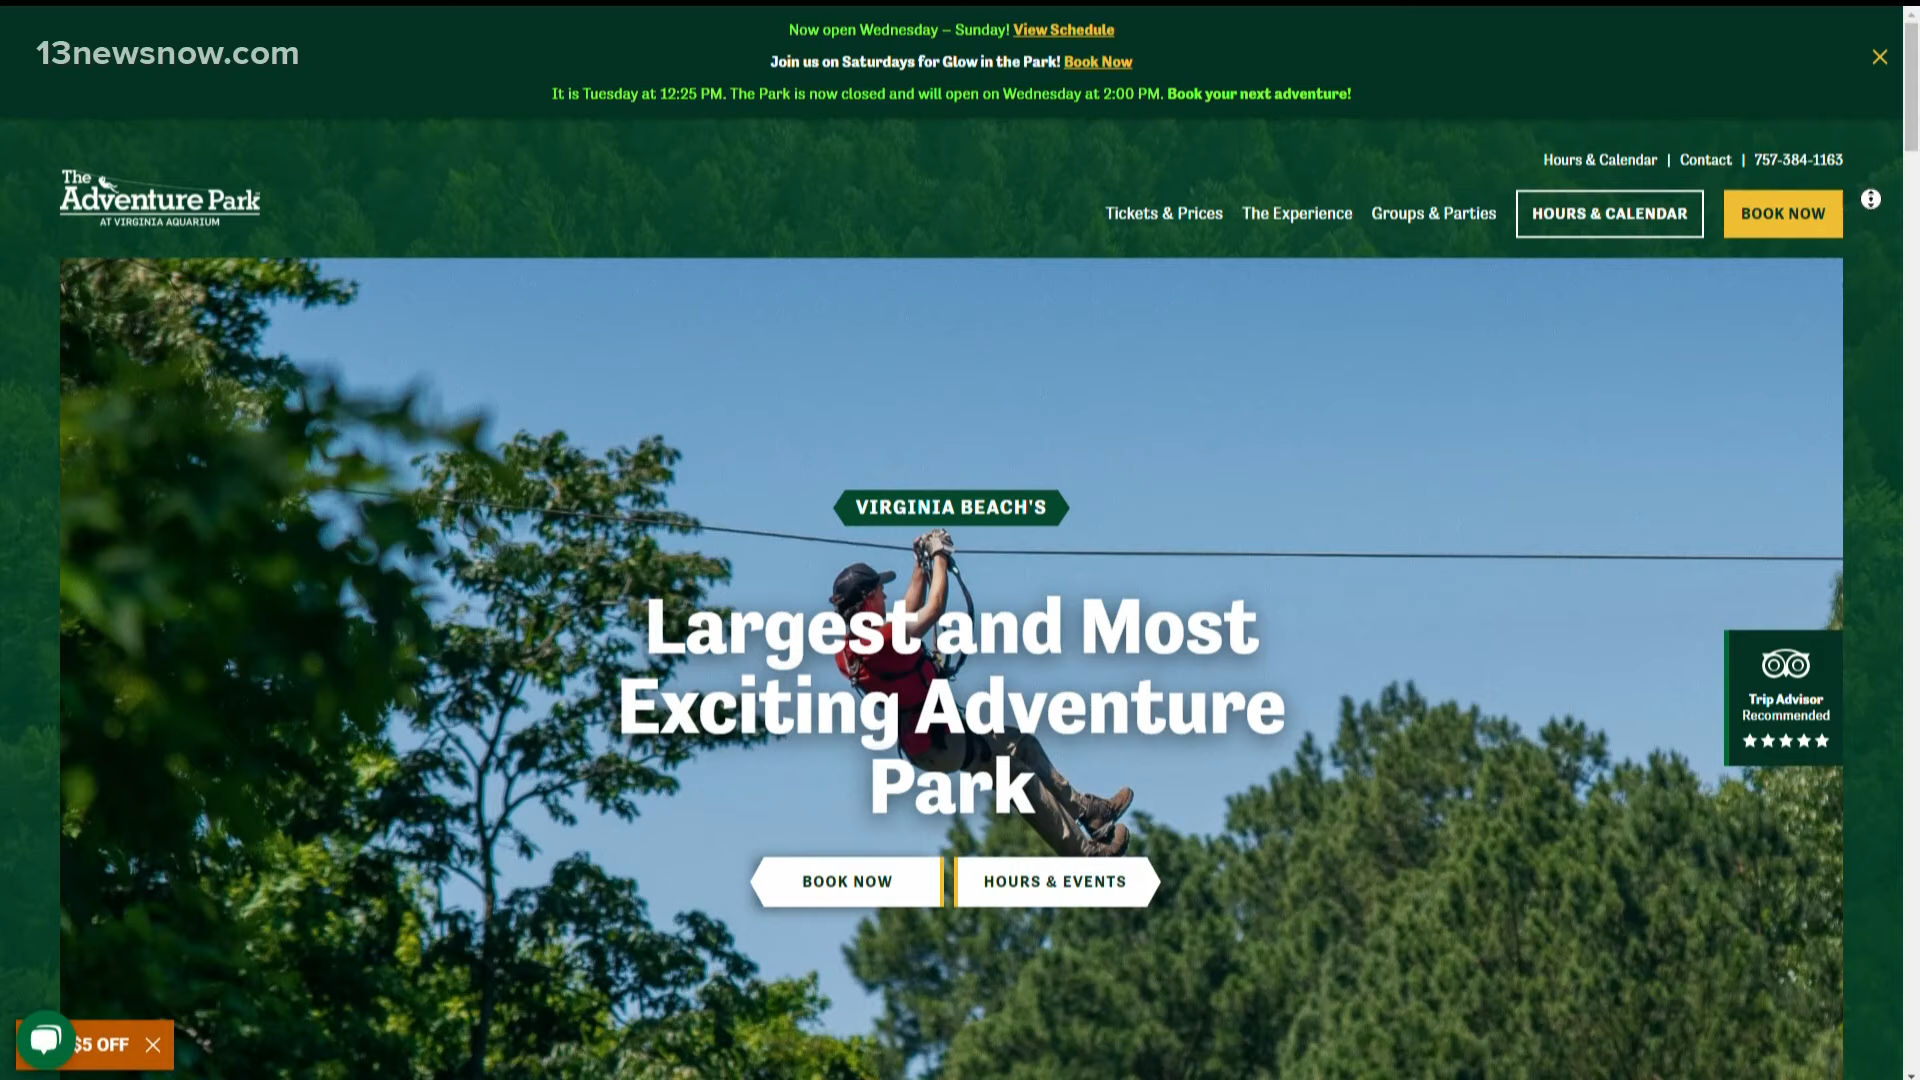 13newsnow.com
Now open Wednesday – Sunday! View Schedule
Join us on Saturdays for Glow in the Park! Book Now
It is Tuesday at 12:25 PM. The Park is now closed and will open on Wednesday at 2:00 PM. Book your next adventure!
Hours & Calendar | Contact | 757-384-1163
The
Adventure Park
AT VIRGINIA AQUARIUM
Tickets & Prices The Experience Groups & Parties HOURS & CALENDAR BOOK NOW
VIRGINIA BEACH'S
Largest and Most
Exciting Adventure
Park
Trip Advisor
Recommended
BOOK NOW HOURS & EVENTS
$5 OFF